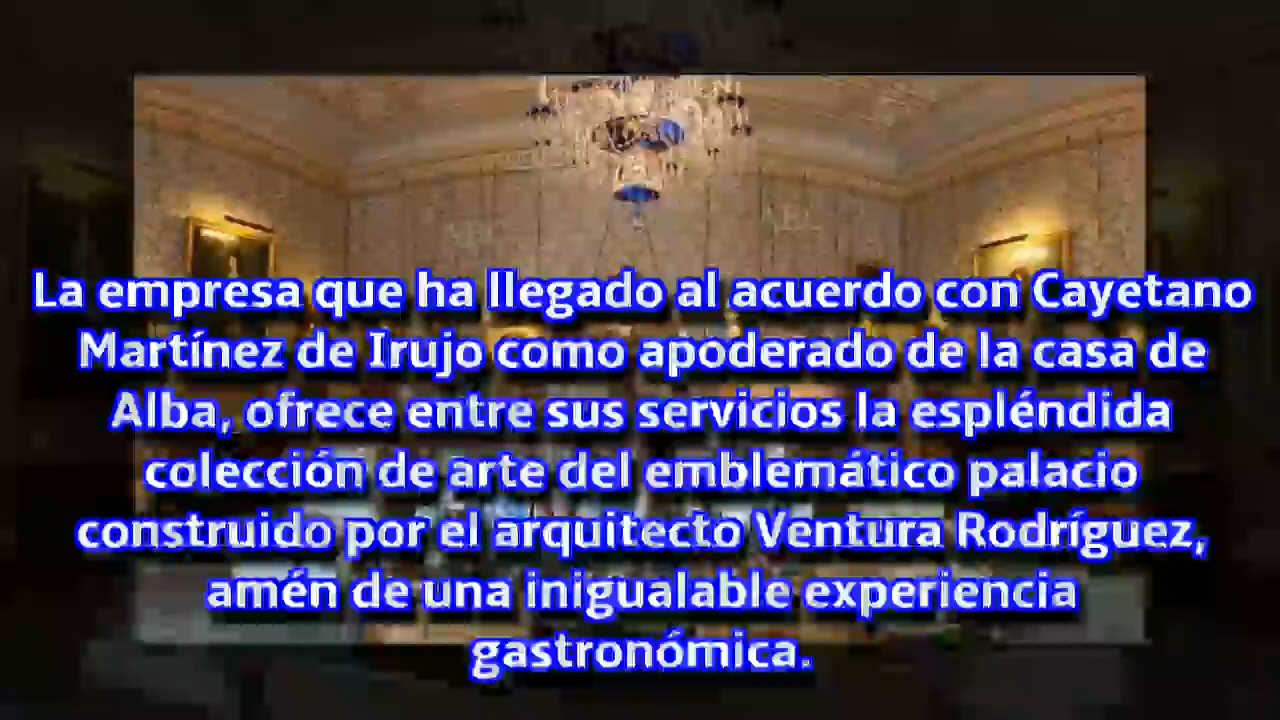 La empresa que ha llegado al acuerdo con Cayetano
Martínez de Irujo como apoderado de la casa de
Alba, ofrece entre sus servicios la espléndida
colección de arte del emblemático palacio
construido por el arquitecto Ventura Rodríguez,
amén de una inigualable experiencia
gastronómica.